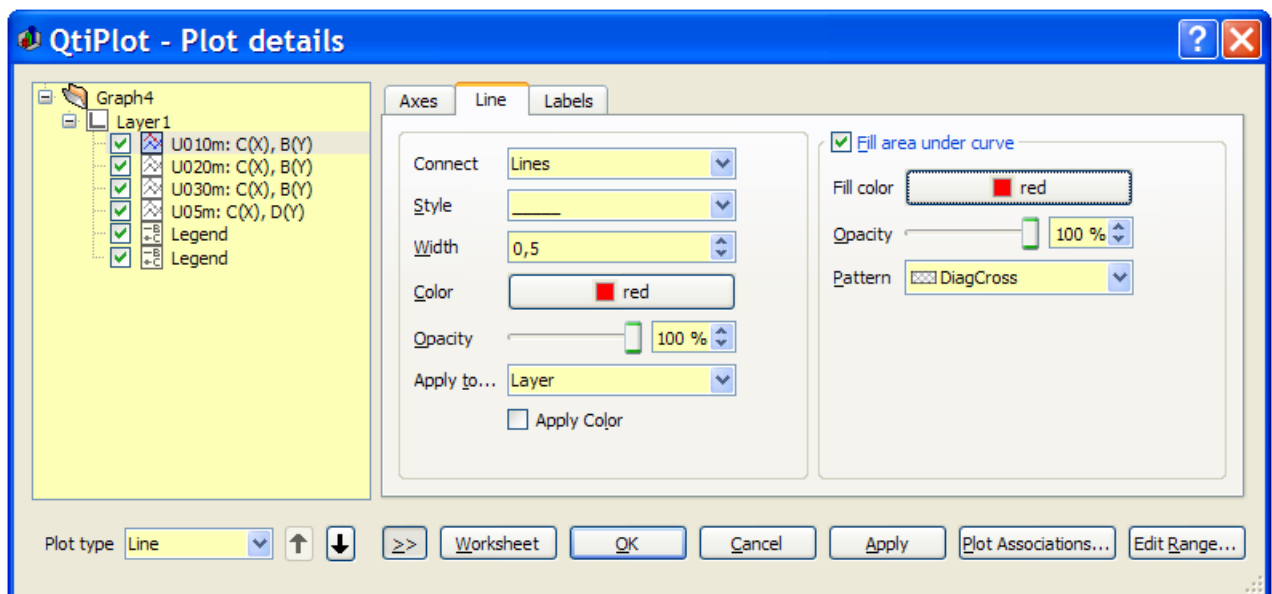 QtiPlot - Plot details
Graph4
Layer1
U010m: C(X), B(Y)
U020m: C(X), B(Y)
U030m: C(X), B(Y)
U05m: C(X), D(Y)
Legend
Legend
Axes Line Labels
Connect Lines
Style
Width 0,5
Color red
Opacity 100 %
Apply to... Layer
Apply Color
Fill area under curve
Fill color red
Opacity 100 %
Pattern DiagCross
Plot type Line
>> Worksheet OK Cancel Apply Plot Associations... Edit Range...